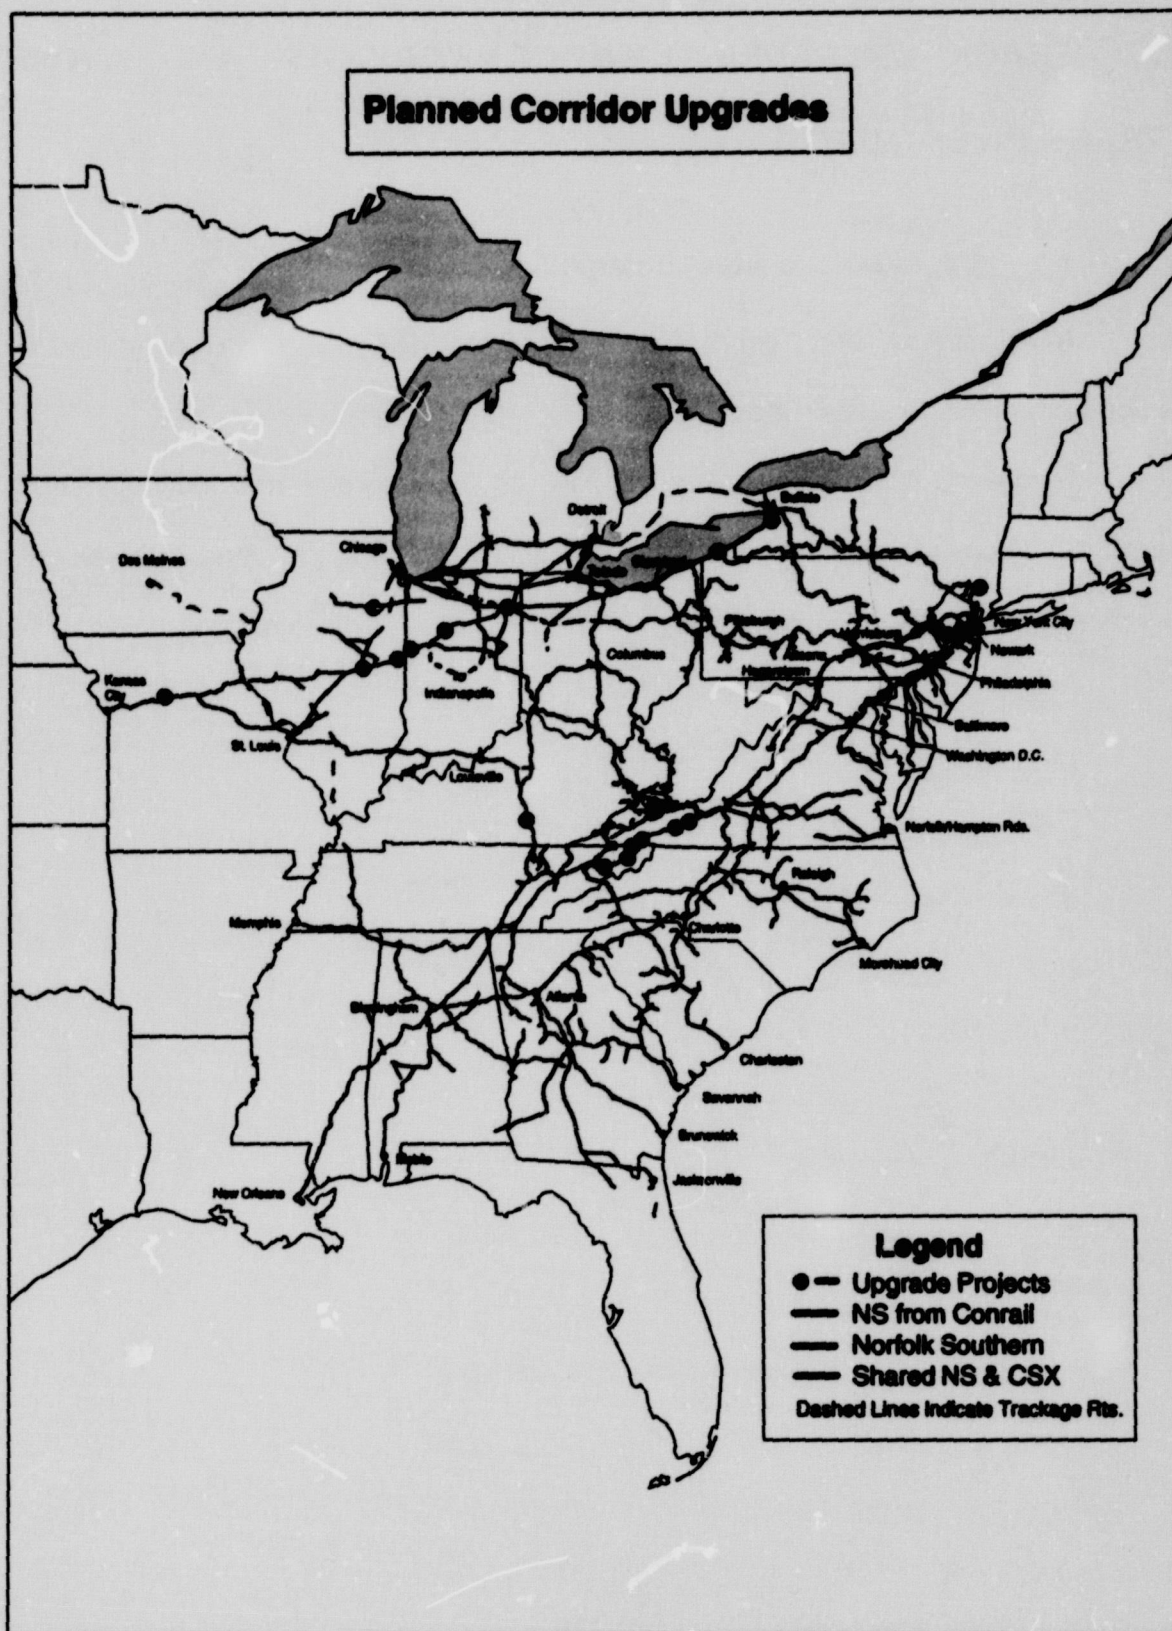 Planned Corridor Upgrades
Buffalo
Detroit
Chicago
Des Moines
Toledo
New York City
Pittsburgh
Harrisburg
Newark
Columbus
Hagerstown
Philadelphia
Kansas
City
Indianapolis
Baltimore
St. Louis
Washington D.C.
Louisville
Norfolk/Hampton Rds.
Raleigh
Memphis
Charlotte
Morehead City
Atlanta
Birmingham
Charleston
Savannah
Brunswick
Mobile
Jacksonville
New Orleans
Legend
Upgrade Projects
NS from Conrail
Norfolk Southern
Shared NS & CSX
Dashed Lines Indicate Trackage Rts.